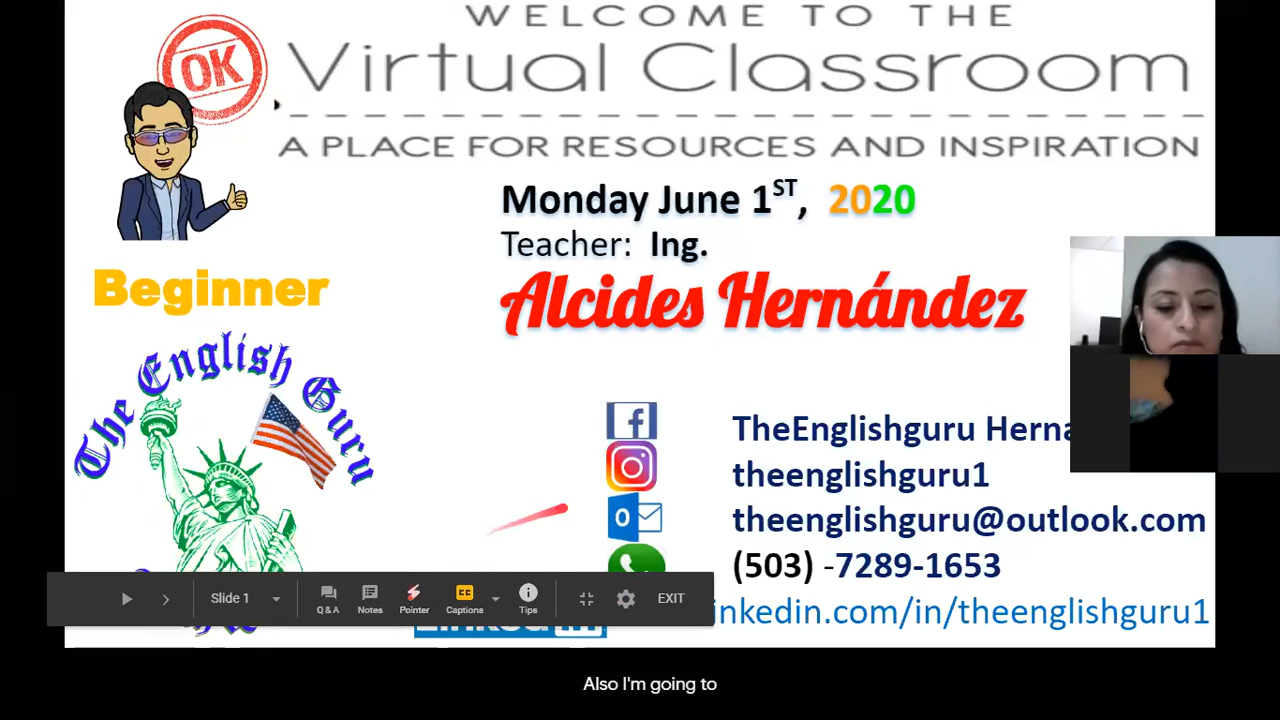 WELCOME TO THE
OK
Virtual Classroom
A PLACE FOR RESOURCES AND INSPIRATION
Monday June 1ST, 2020
Teacher: Ing.
Alcides Hernández
Beginner
The English Guru
TheEnglishguru
theenglishguru1
theenglishguru@outlook.com
(503) -7289-1653
inkedin.com/in/theenglishguru1
Slide 1
Q & A
Notes
Pointer
CC
Captions
Tips
EXIT
Also I'm going to